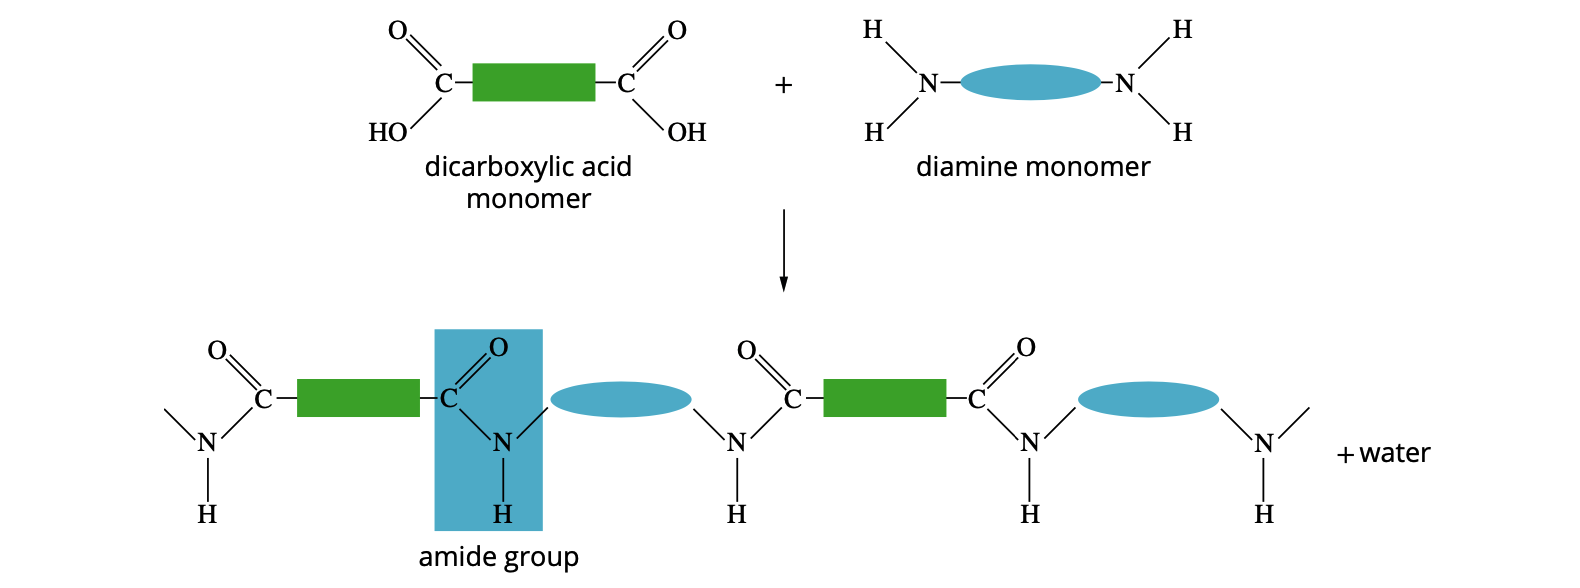 O O H H
C C + N N
HO OH H H
dicarboxylic acid
monomer
diamine monomer
O O O O
C C C C
N N N N N + water
H H H H H
amide group